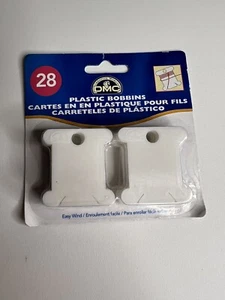 28
DMC
PLASTIC BOBBINS
CARTES EN EN PLASTIQUE POUR FILS
CARRETELES DE PLÁSTICO
Easy Wind / Enroulement facile / Para enrollar fácil